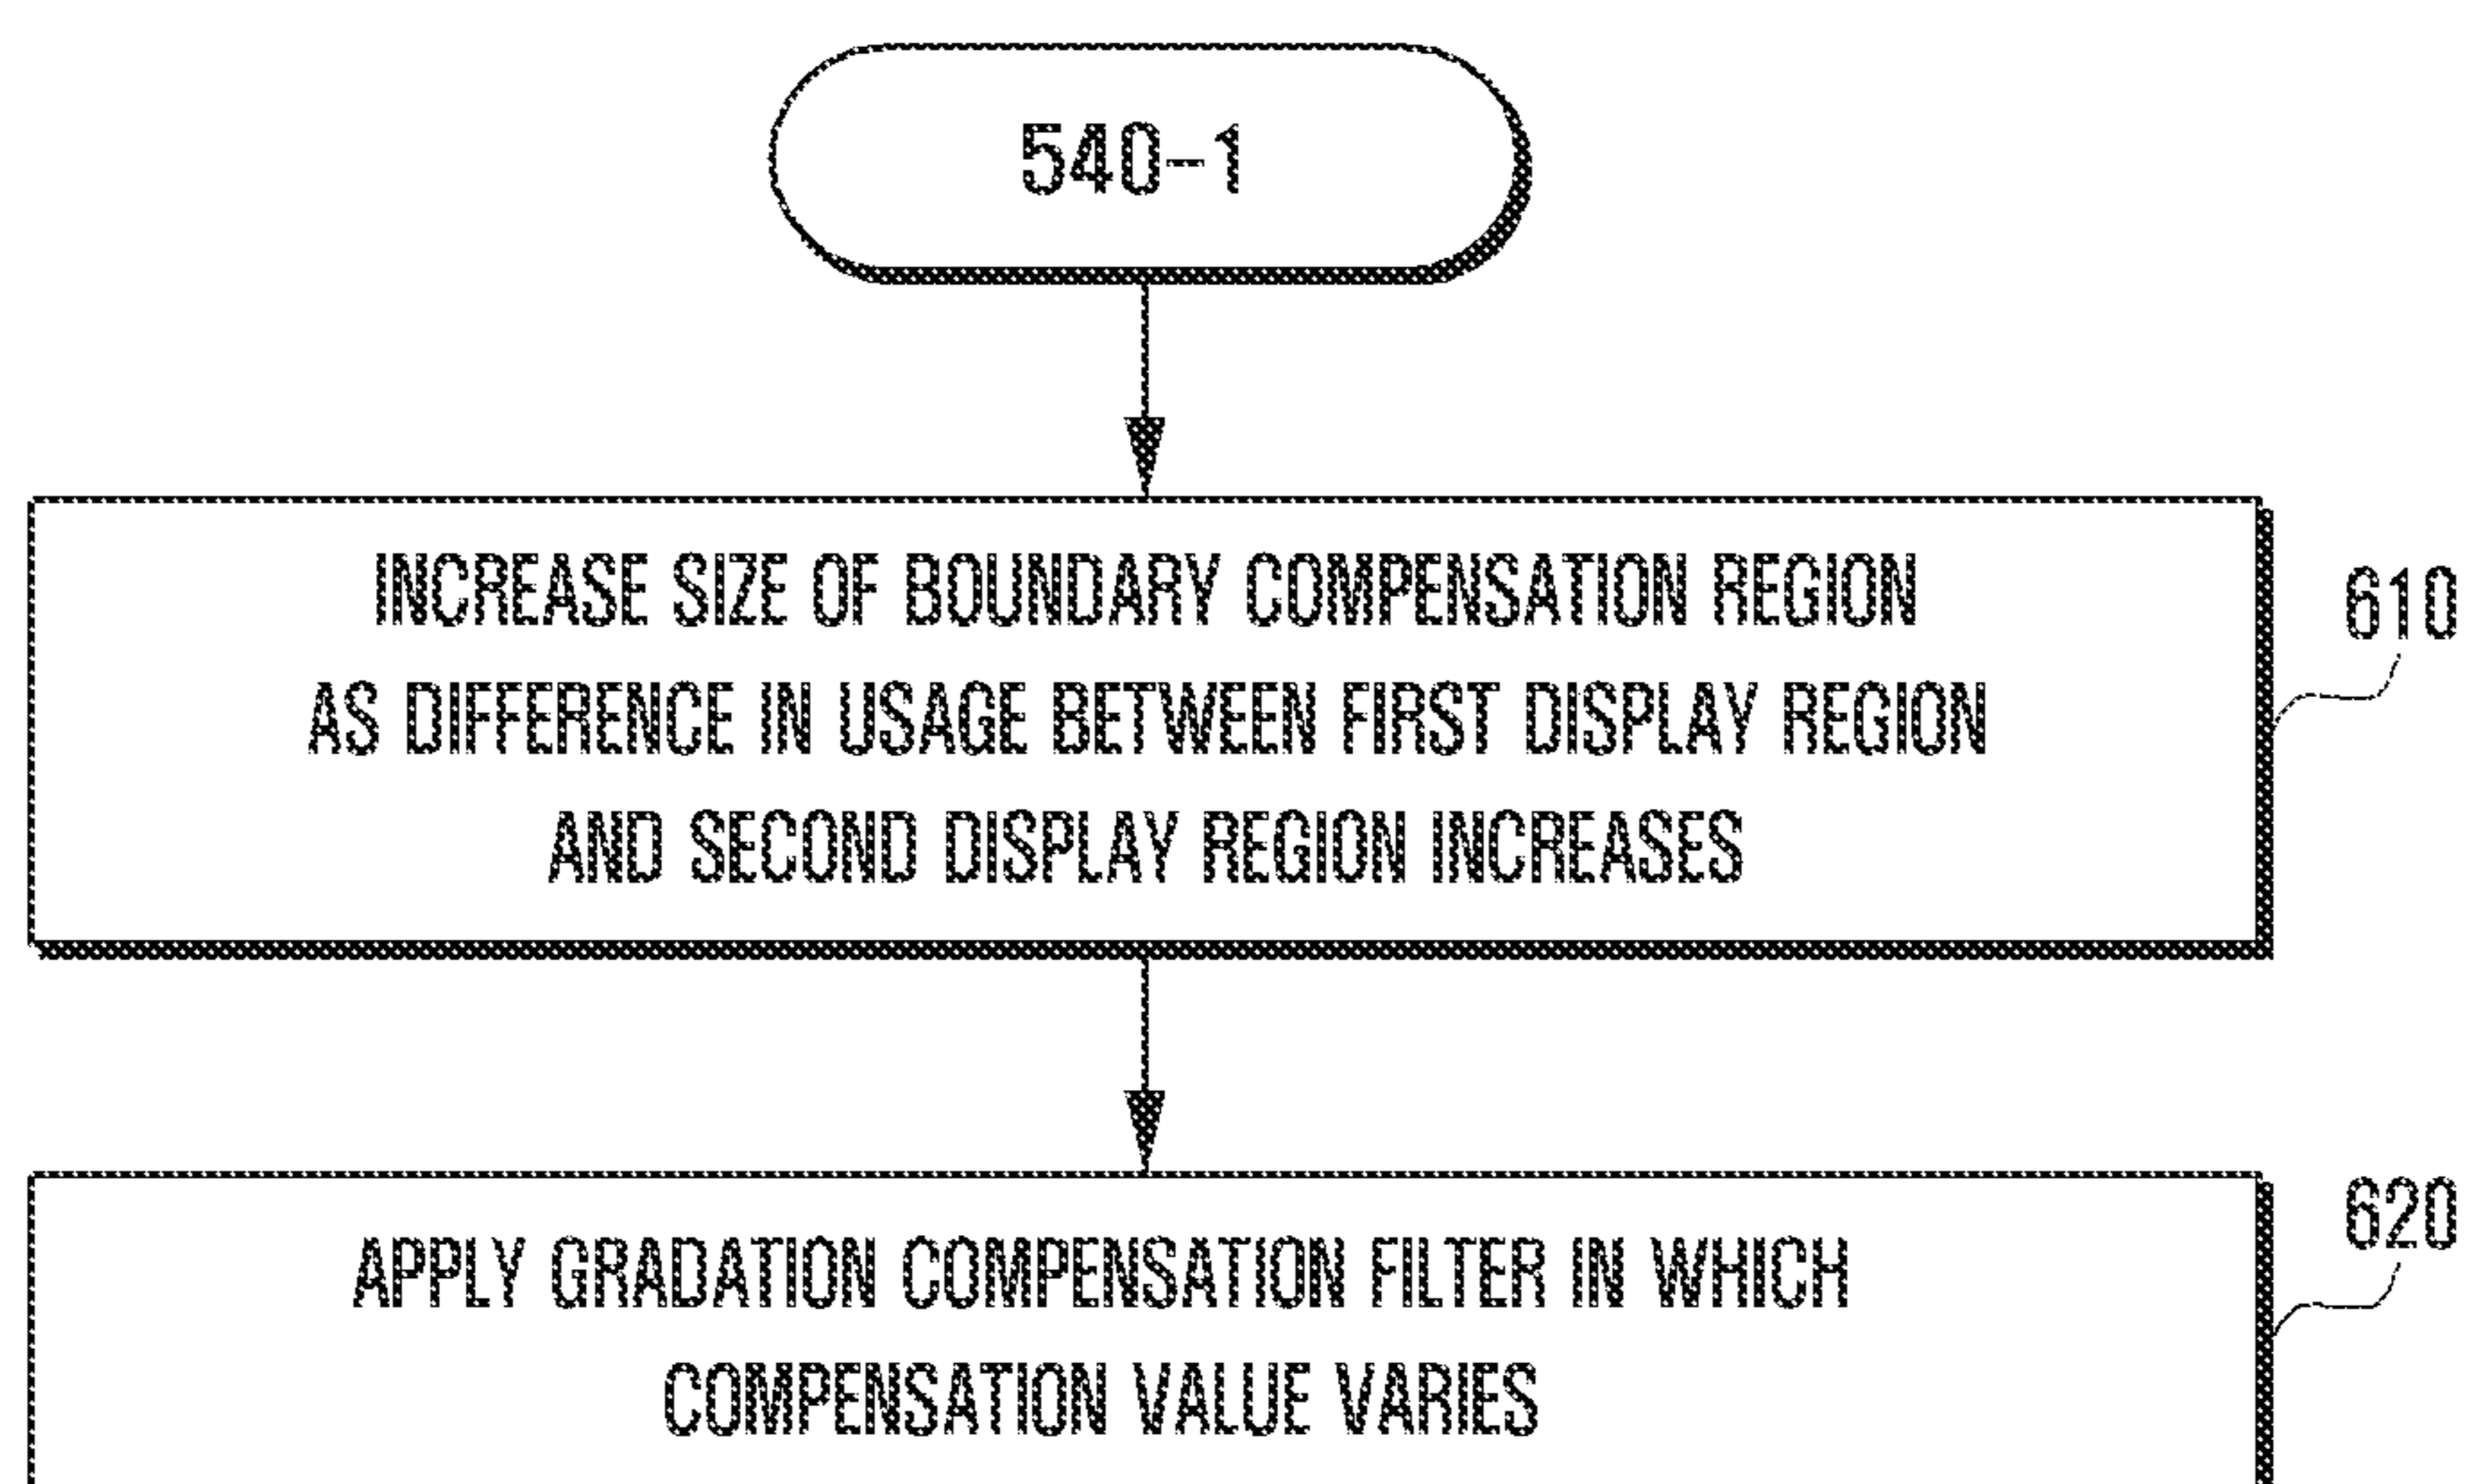 540-1
INCREASE SIZE OF BOUNDARY COMPENSATION REGION
AS DIFFERENCE IN USAGE BETWEEN FIRST DISPLAY REGION
AND SECOND DISPLAY REGION INCREASES
610
APPLY GRADATION COMPENSATION FILTER IN WHICH
COMPENSATION VALUE VARIES
620